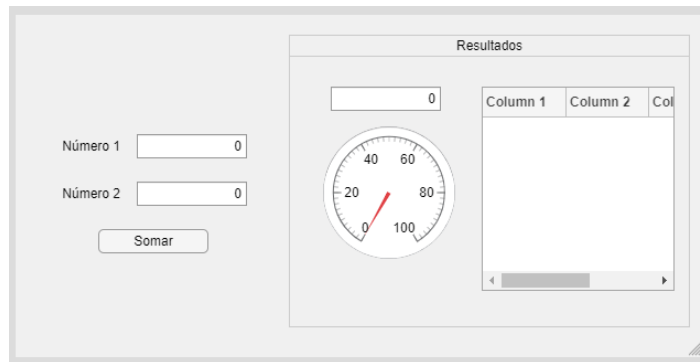 Resultados
0
Column 1 Column 2 Col
Número 1 0
Número 2 0
Somar
40 60
20 80
0 100